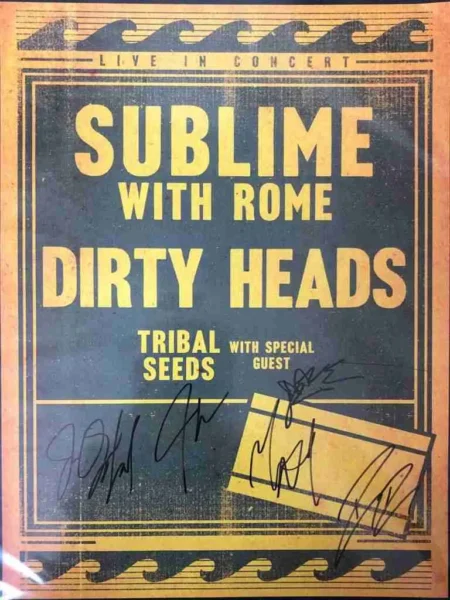 LIVE IN CONCERT
SUBLIME
WITH ROME
DIRTY HEADS
TRIBAL SEEDS
WITH SPECIAL GUEST